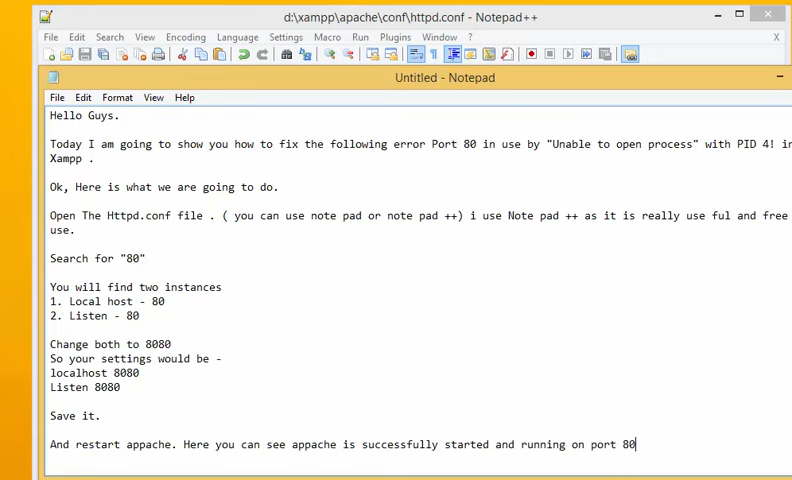 d:\xampp\apache\conf\httpd.conf - Notepad++
File Edit Search View Encoding Language Settings Macro Run Plugins Window ? X
Untitled - Notepad
File Edit Format View Help
Hello Guys.
Today I am going to show you how to fix the following error Port 80 in use by "Unable to open process" with PID 4! in
Xampp .
Ok, Here is what we are going to do.
Open The Httpd.conf file . ( you can use note pad or note pad ++) i use Note pad ++ as it is really use ful and free
use.
Search for "80"
You will find two instances
1. Local host - 80
2. Listen - 80
Change both to 8080
So your settings would be -
localhost 8080
Listen 8080
Save it.
And restart appache. Here you can see appache is successfully started and running on port 80